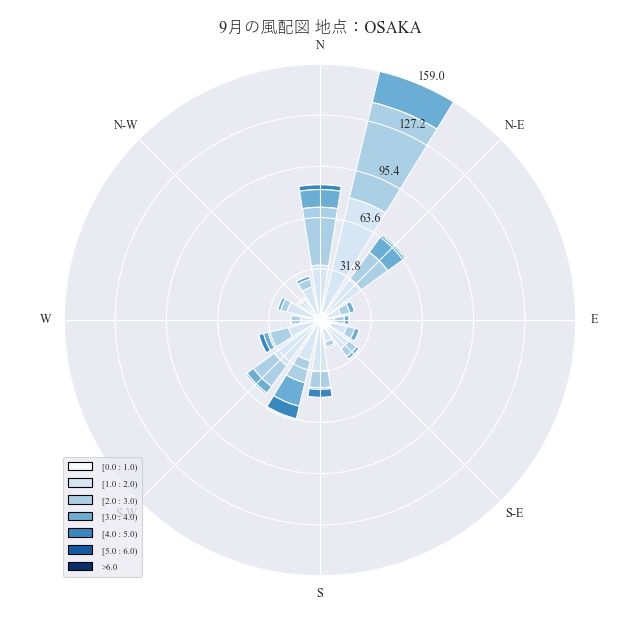 9月の風配図 地点：OSAKA
N
159.0
N-W
127.2
N-E
95.4
63.6
31.8
W
E
[0.0 : 1.0)
[1.0 : 2.0)
[2.0 : 3.0)
S-W
[3.0 : 4.0)
S-E
[4.0 : 5.0)
[5.0 : 6.0)
>6.0
S